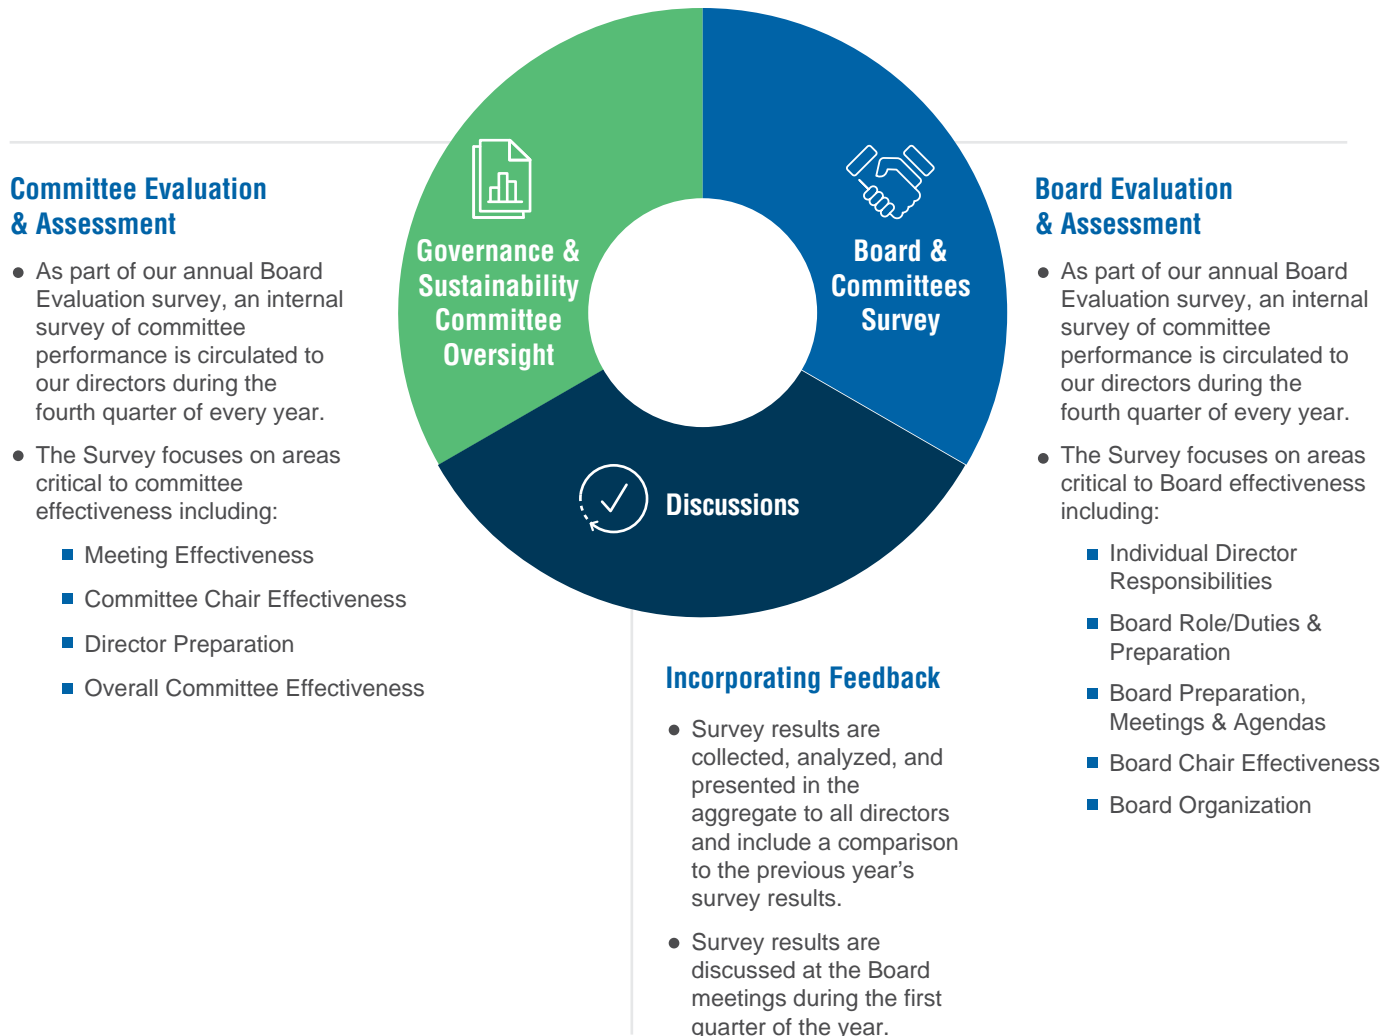 Governance &
Sustainability
Committee
Oversight
Board &
Committees
Survey
Discussions
Committee Evaluation
& Assessment
As part of our annual Board
Evaluation survey, an internal
survey of committee
performance is circulated to
our directors during the
fourth quarter of every year.
The Survey focuses on areas
critical to committee
effectiveness including:
Meeting Effectiveness
Committee Chair Effectiveness
Director Preparation
Overall Committee Effectiveness
Incorporating Feedback
Survey results are
collected, analyzed, and
presented in the
aggregate to all directors
and include a comparison
to the previous year’s
survey results.
Survey results are
discussed at the Board
meetings during the first
quarter of the year.
Board Evaluation
& Assessment
As part of our annual Board
Evaluation survey, an internal
survey of committee
performance is circulated to
our directors during the
fourth quarter of every year.
The Survey focuses on areas
critical to Board effectiveness
including:
Individual Director
Responsibilities
Board Role/Duties &
Preparation
Board Preparation,
Meetings & Agendas
Board Chair Effectiveness
Board Organization